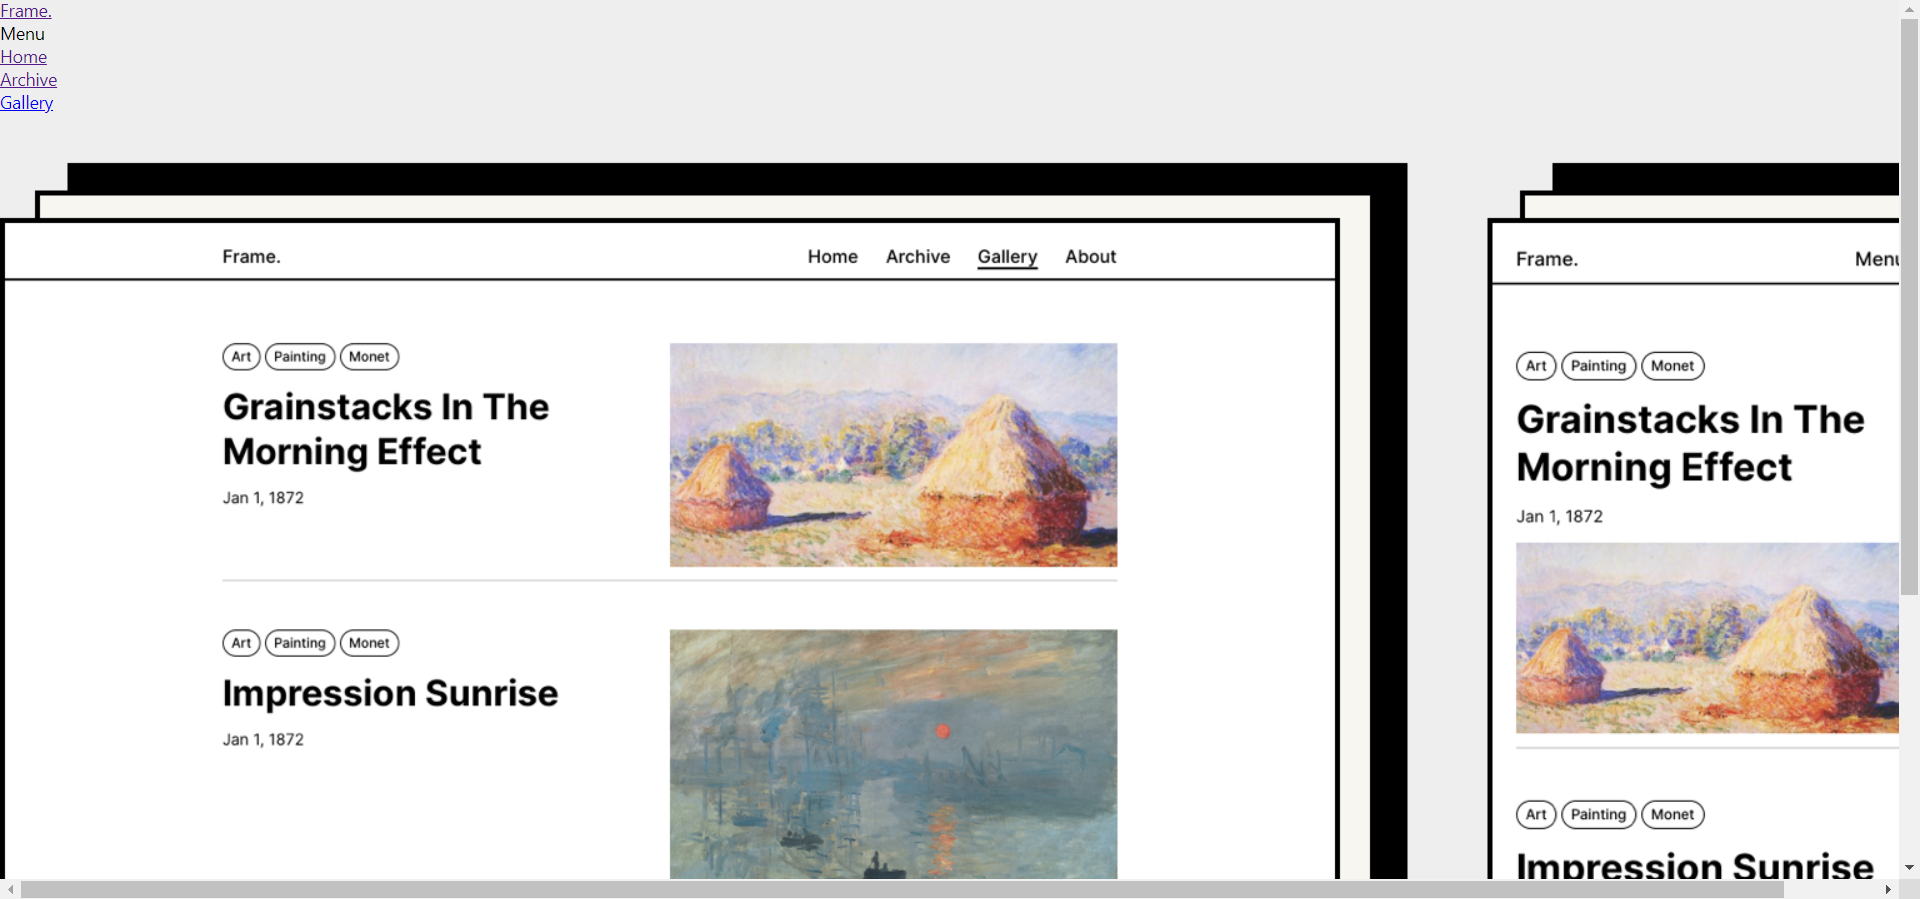 Frame.
Menu
Home
Archive
Gallery
Frame.
Home Archive Gallery About
Art Painting Monet
Grainstacks In The
Morning Effect
Jan 1, 1872
Art Painting Monet
Impression Sunrise
Jan 1, 1872
Frame.
Menu
Art Painting Monet
Grainstacks In The
Morning Effect
Jan 1, 1872
Art Painting Monet
Impression Sunrise